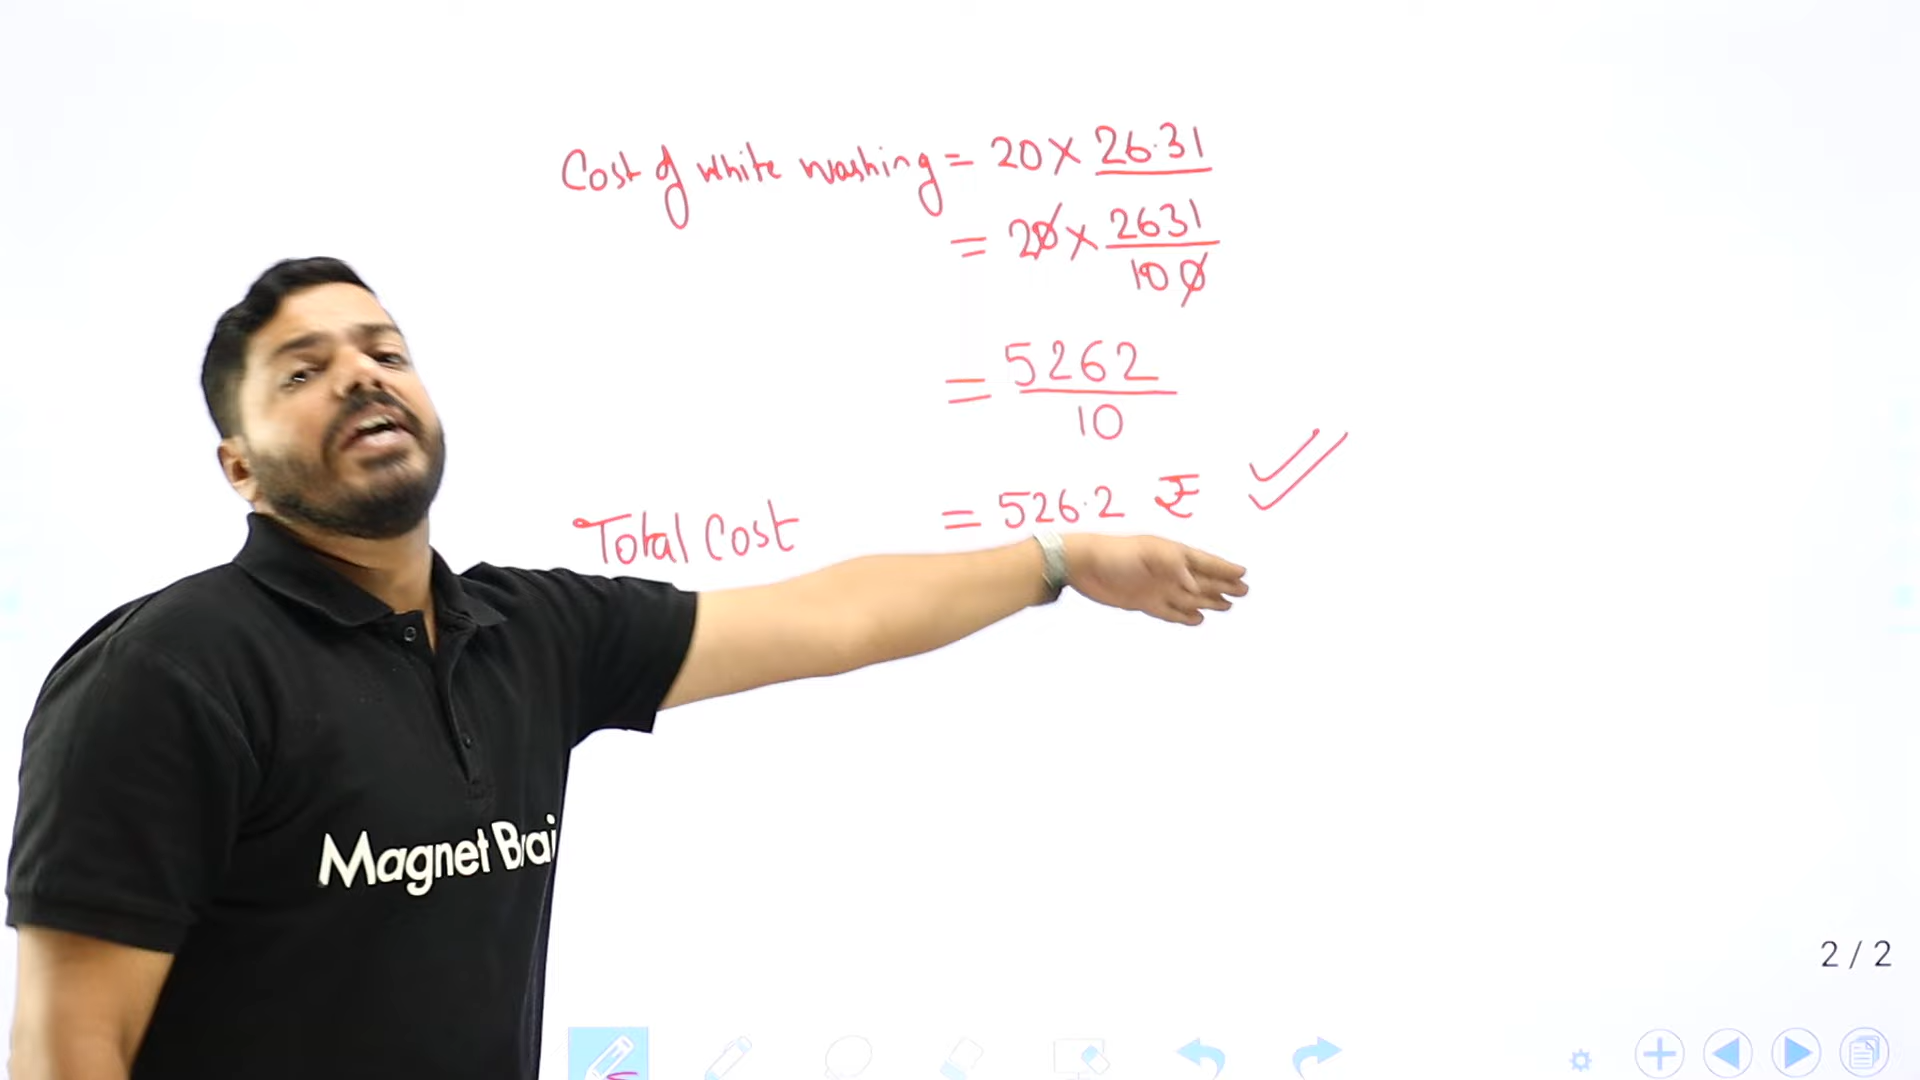 Cost of white washing = 20 × 26.31
= 20 × 2631/100
= 5262/10
Total Cost = 526.2 ₹
Magnet Brai
2 / 2